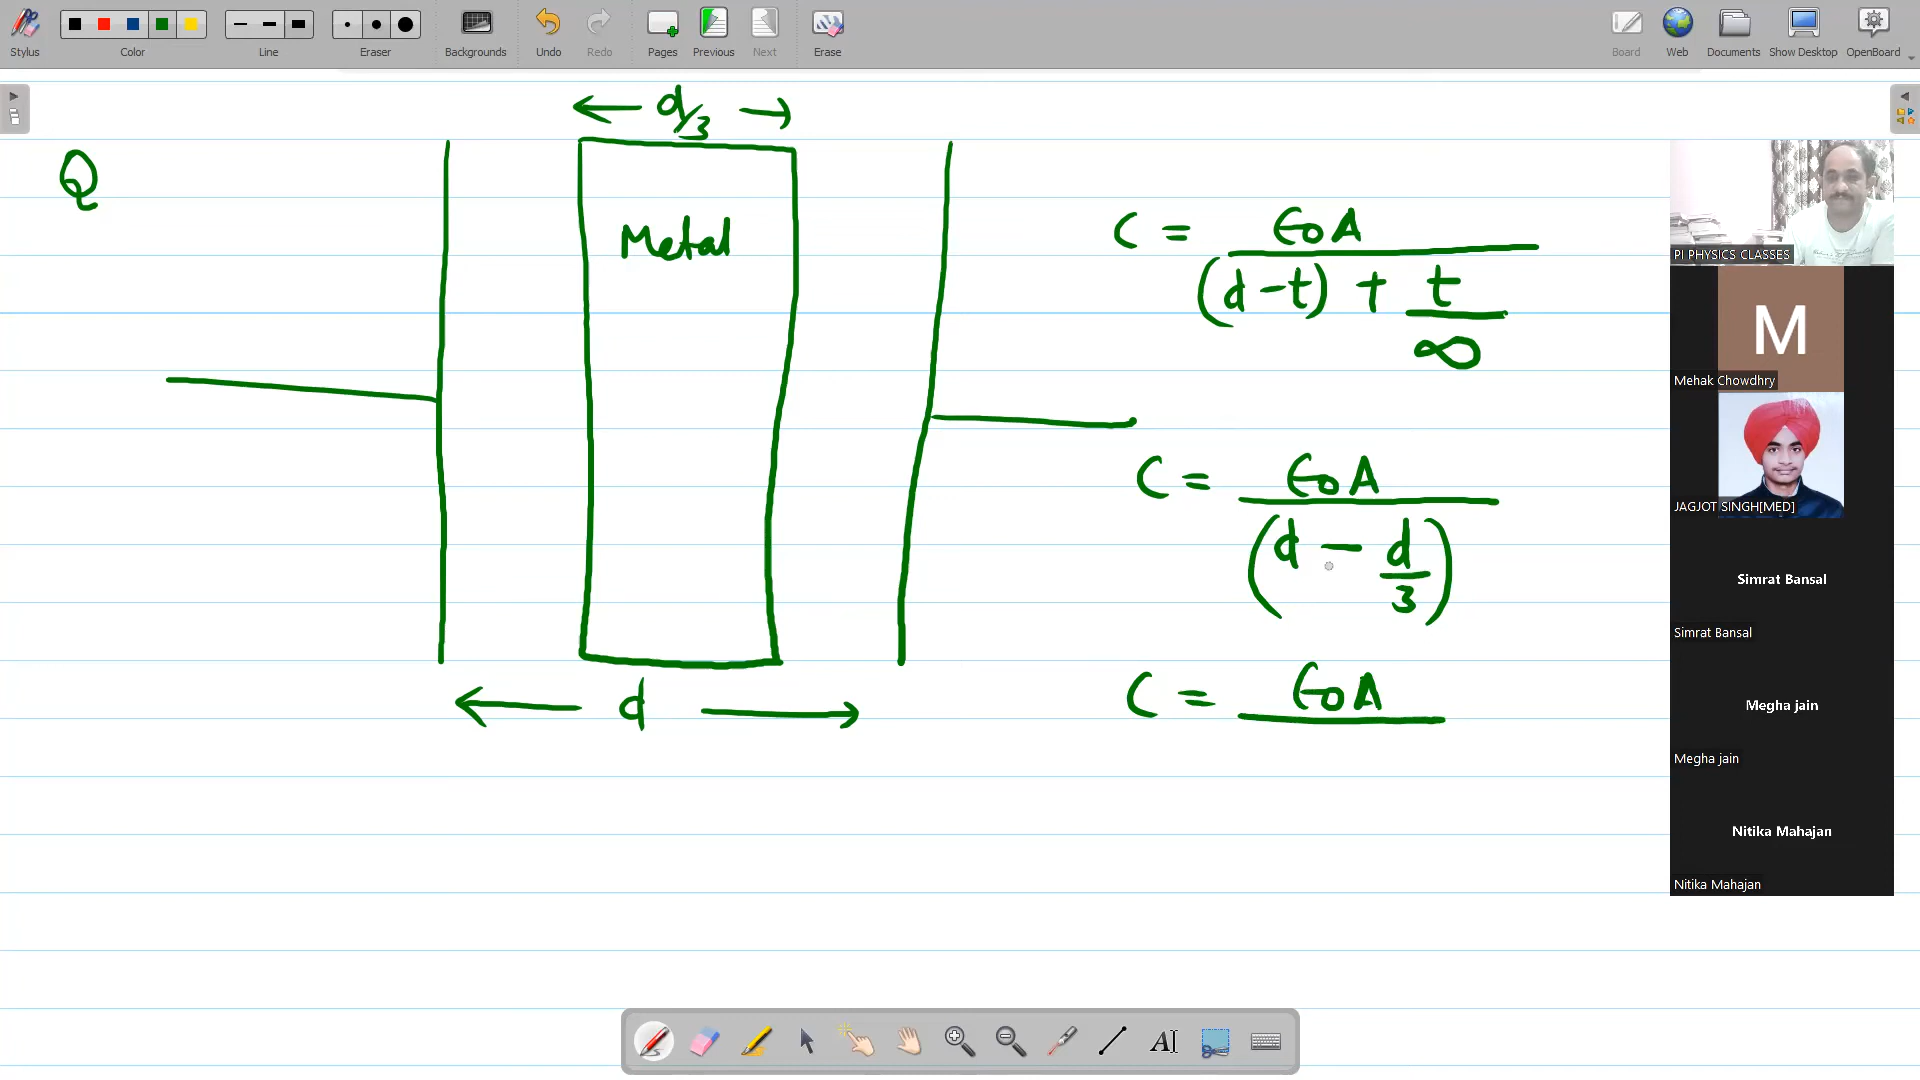 Stylus
Color
Line
Eraser
Backgrounds
Undo
Redo
Pages
Previous
Next
Erase
Board
Web
Documents
Show Desktop
OpenBoard
← d/3 →
Q
Metal
C = ϵ0A
(d-t) + t
∞
C = ϵ0A
(d - d/3)
C = ϵ0A
← d →
PI PHYSICS CLASSES
M
Mehak Chowdhry
JAGJOT SINGH[MED]
Simrat Bansal
Simrat Bansal
Megha jain
Megha jain
Nitika Mahajan
Nitika Mahajan
AI